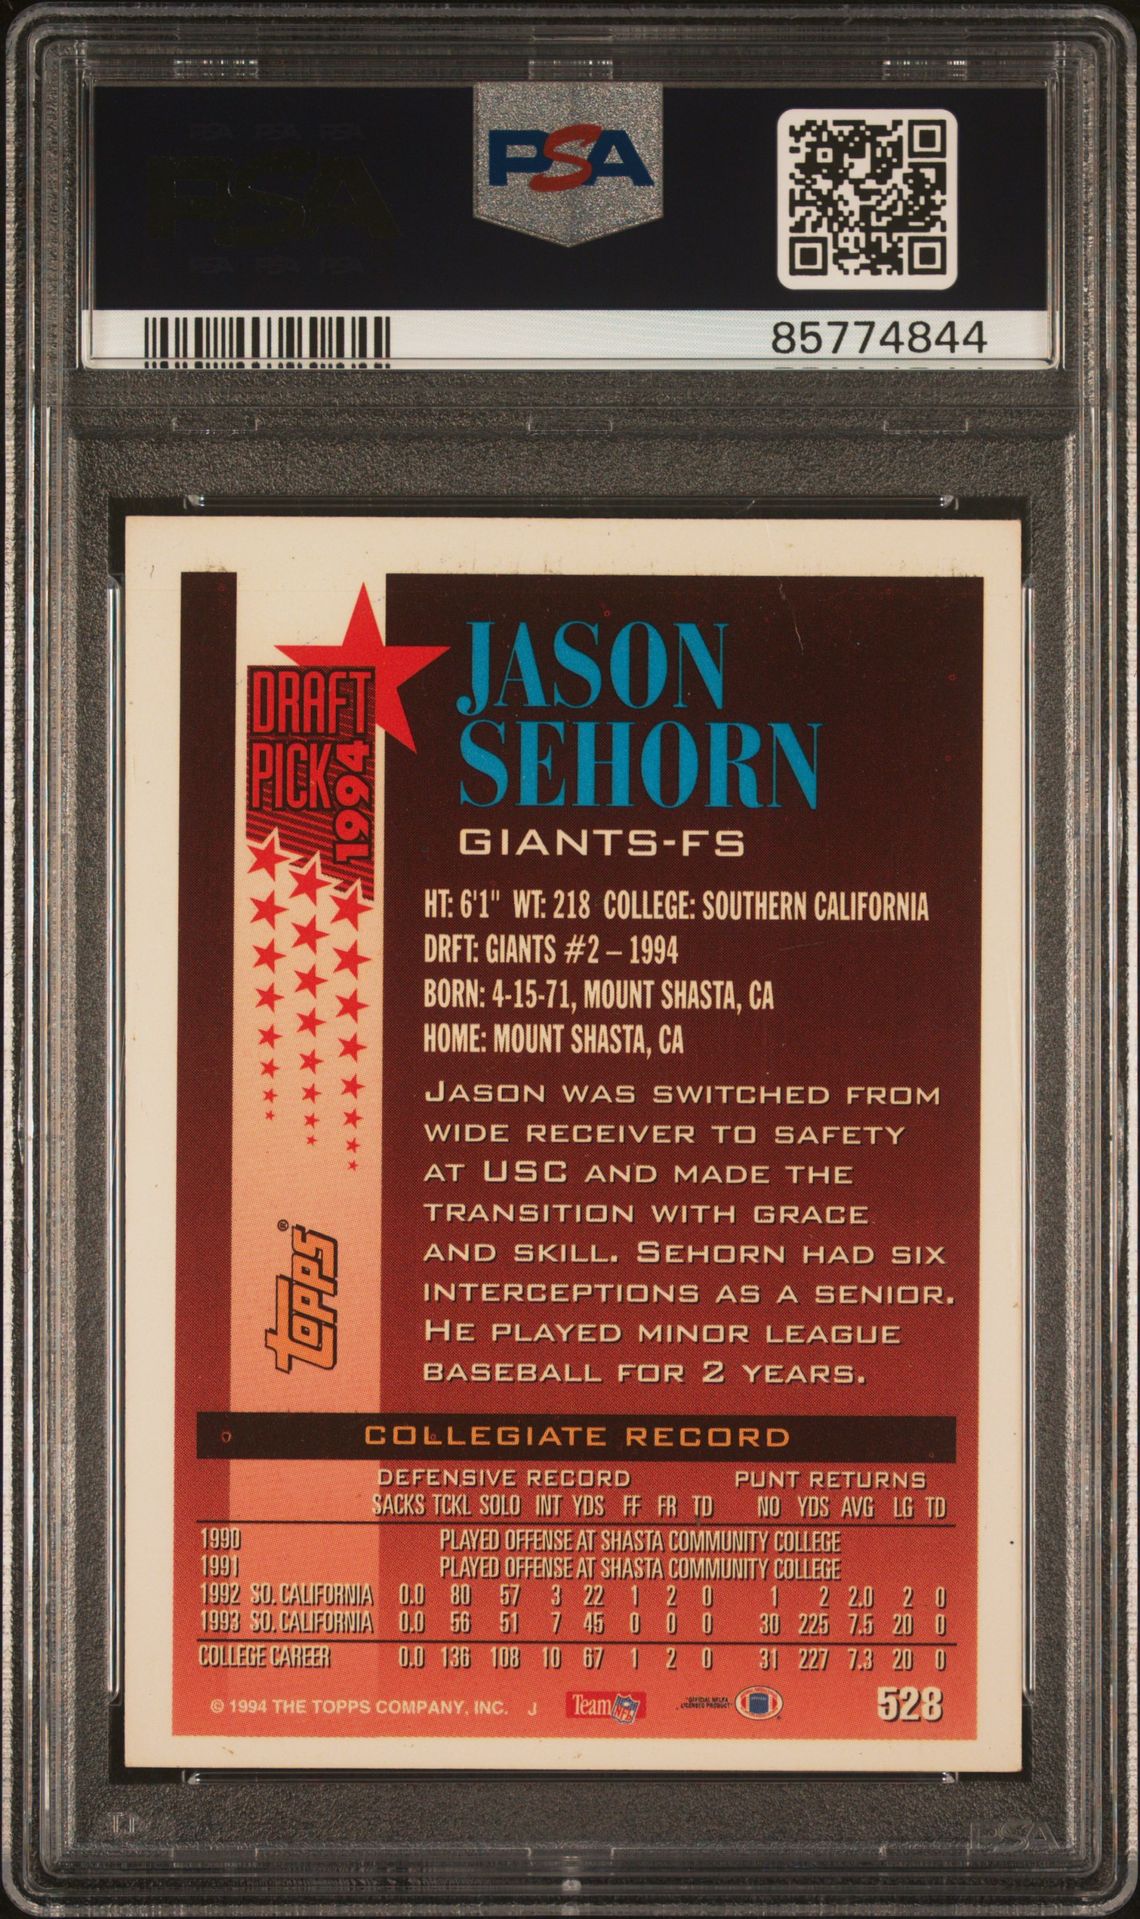 PSA
85774844
DRAFT
PICK
1994
JASON
SEHORN
GIANTS-FS
HT: 6'1" WT: 218 COLLEGE: SOUTHERN CALIFORNIA
DRFT: GIANTS #2 – 1994
BORN: 4-15-71, MOUNT SHASTA, CA
HOME: MOUNT SHASTA, CA
JASON WAS SWITCHED FROM
WIDE RECEIVER TO SAFETY
AT USC AND MADE THE
TRANSITION WITH GRACE
AND SKILL. SEHORN HAD SIX
INTERCEPTIONS AS A SENIOR.
HE PLAYED MINOR LEAGUE
BASEBALL FOR 2 YEARS.
TOPPS®
COLLEGIATE RECORD
DEFENSIVE RECORD PUNT RETURNS
SACKS TCKL SOLO INT YDS FF FR TD NO YDS AVG LG TD
1990 PLAYED OFFENSE AT SHASTA COMMUNITY COLLEGE
1991 PLAYED OFFENSE AT SHASTA COMMUNITY COLLEGE
1992 SO. CALIFORNIA 0.0 80 57 3 22 1 2 0 1 2 2.0 2 0
1993 SO. CALIFORNIA 0.0 56 51 7 45 0 0 0 30 225 7.5 20 0
COLLEGE CAREER 0.0 136 108 10 67 1 2 0 31 227 7.3 20 0
© 1994 THE TOPPS COMPANY, INC. J Team NFL "OFFICIAL NFLPA LICENSED PRODUCT" 528
PSA